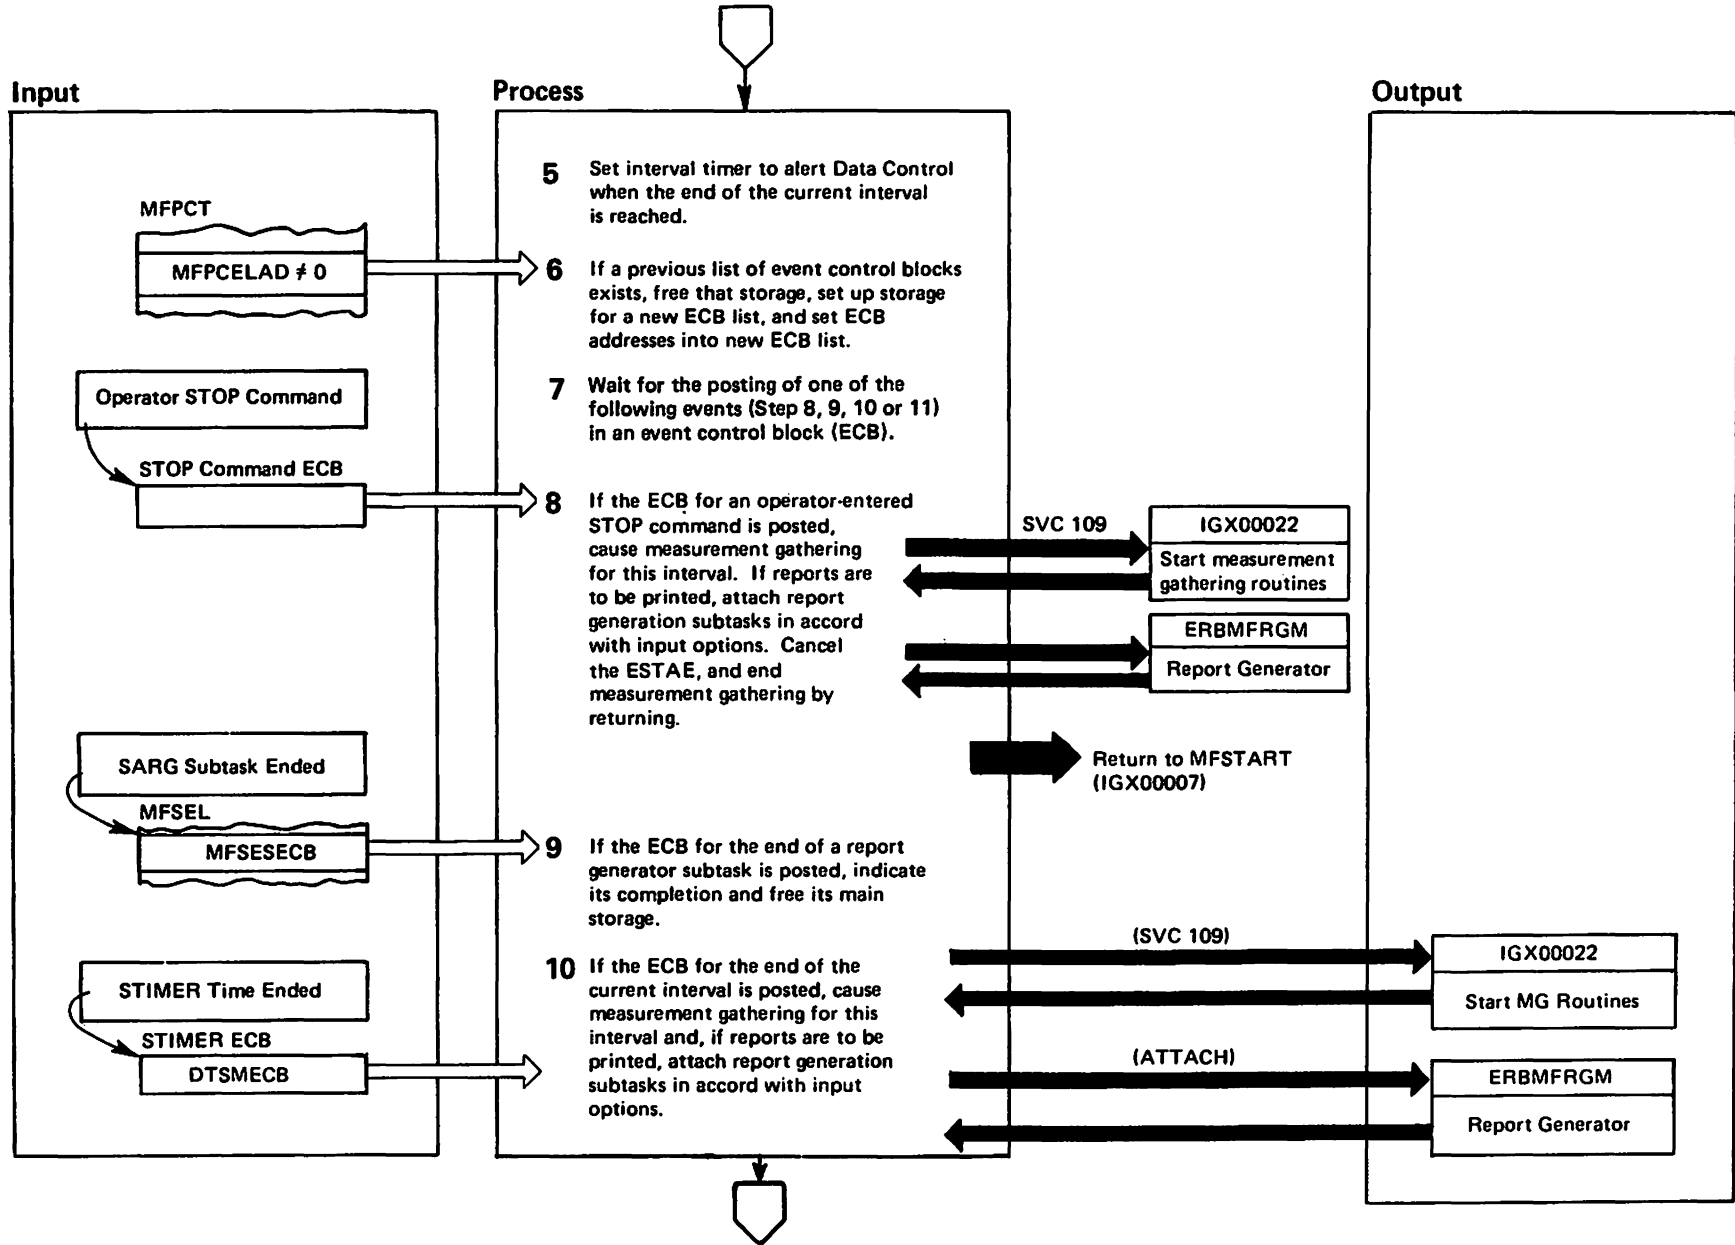 Input
Process
Output
5 Set interval timer to alert Data Control
when the end of the current interval
is reached.
MFPCT
MFPCELAD ≠ 0
6 If a previous list of event control blocks
exists, free that storage, set up storage
for a new ECB list, and set ECB
addresses into new ECB list.
Operator STOP Command
STOP Command ECB
7 Wait for the posting of one of the
following events (Step 8, 9, 10 or 11)
in an event control block (ECB).
8 If the ECB for an operator-entered
STOP command is posted,
cause measurement gathering
for this interval. If reports are
to be printed, attach report
generation subtasks in accord
with input options. Cancel
the ESTAE, and end
measurement gathering by
returning.
SVC 109
IGX00022
Start measurement
gathering routines
ERBMFRGM
Report Generator
Return to MFSTART
(IGX00007)
SARG Subtask Ended
MFSEL
MFSESECB
9 If the ECB for the end of a report
generator subtask is posted, indicate
its completion and free its main
storage.
STIMER Time Ended
STIMER ECB
DTSMECB
10 If the ECB for the end of the
current interval is posted, cause
measurement gathering for this
interval and, if reports are to be
printed, attach report generation
subtasks in accord with input
options.
(SVC 109)
IGX00022
Start MG Routines
(ATTACH)
ERBMFRGM
Report Generator